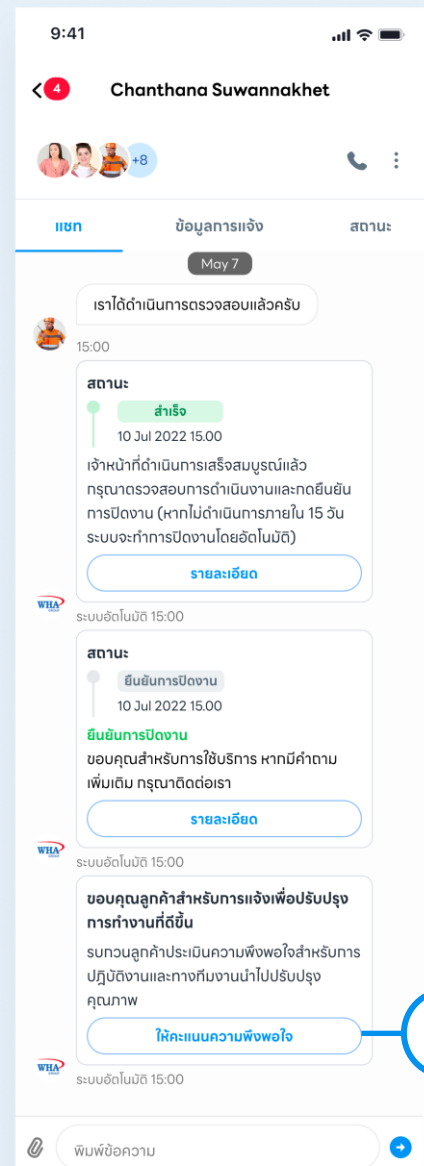 9:41
4
Chanthana Suwannakhet
+8
แชท
ข้อมูลการแจ้ง
สถานะ
May 7
เราได้ดำเนินการตรวจสอบแล้วครับ
15:00
สถานะ
สำเร็จ
10 Jul 2022 15.00
เจ้าหน้าที่ดำเนินการเสร็จสมบูรณ์แล้ว
กรุณาตรวจสอบการดำเนินงานและกดยืนยัน
การปิดงาน (หากไม่ดำเนินการภายใน 15 วัน
ระบบจะทำการปิดงานโดยอัตโนมัติ)
รายละเอียด
WHA
GROUP
ระบบอัตโนมัติ 15:00
สถานะ
ยืนยันการปิดงาน
10 Jul 2022 15.00
ยืนยันการปิดงาน
ขอบคุณสำหรับการใช้บริการ หากมีคำถาม
เพิ่มเติม กรุณาติดต่อเรา
รายละเอียด
WHA
GROUP
ระบบอัตโนมัติ 15:00
ขอบคุณลูกค้าสำหรับการแจ้งเพื่อปรับปรุง
การทำงานที่ดีขึ้น
รบกวนลูกค้าประเมินความพึงพอใจสำหรับการ
ปฎิบัติงานและทางทีมงานนำไปปรับปรุง
คุณภาพ
ให้คะแนนความพึงพอใจ
WHA
GROUP
ระบบอัตโนมัติ 15:00
พิมพ์ข้อความ